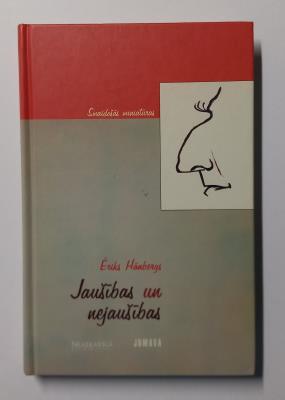 Smaidošās miniatūras
Ēriks Hānbergs
Jaušības un
nejaušības
JUMAVA